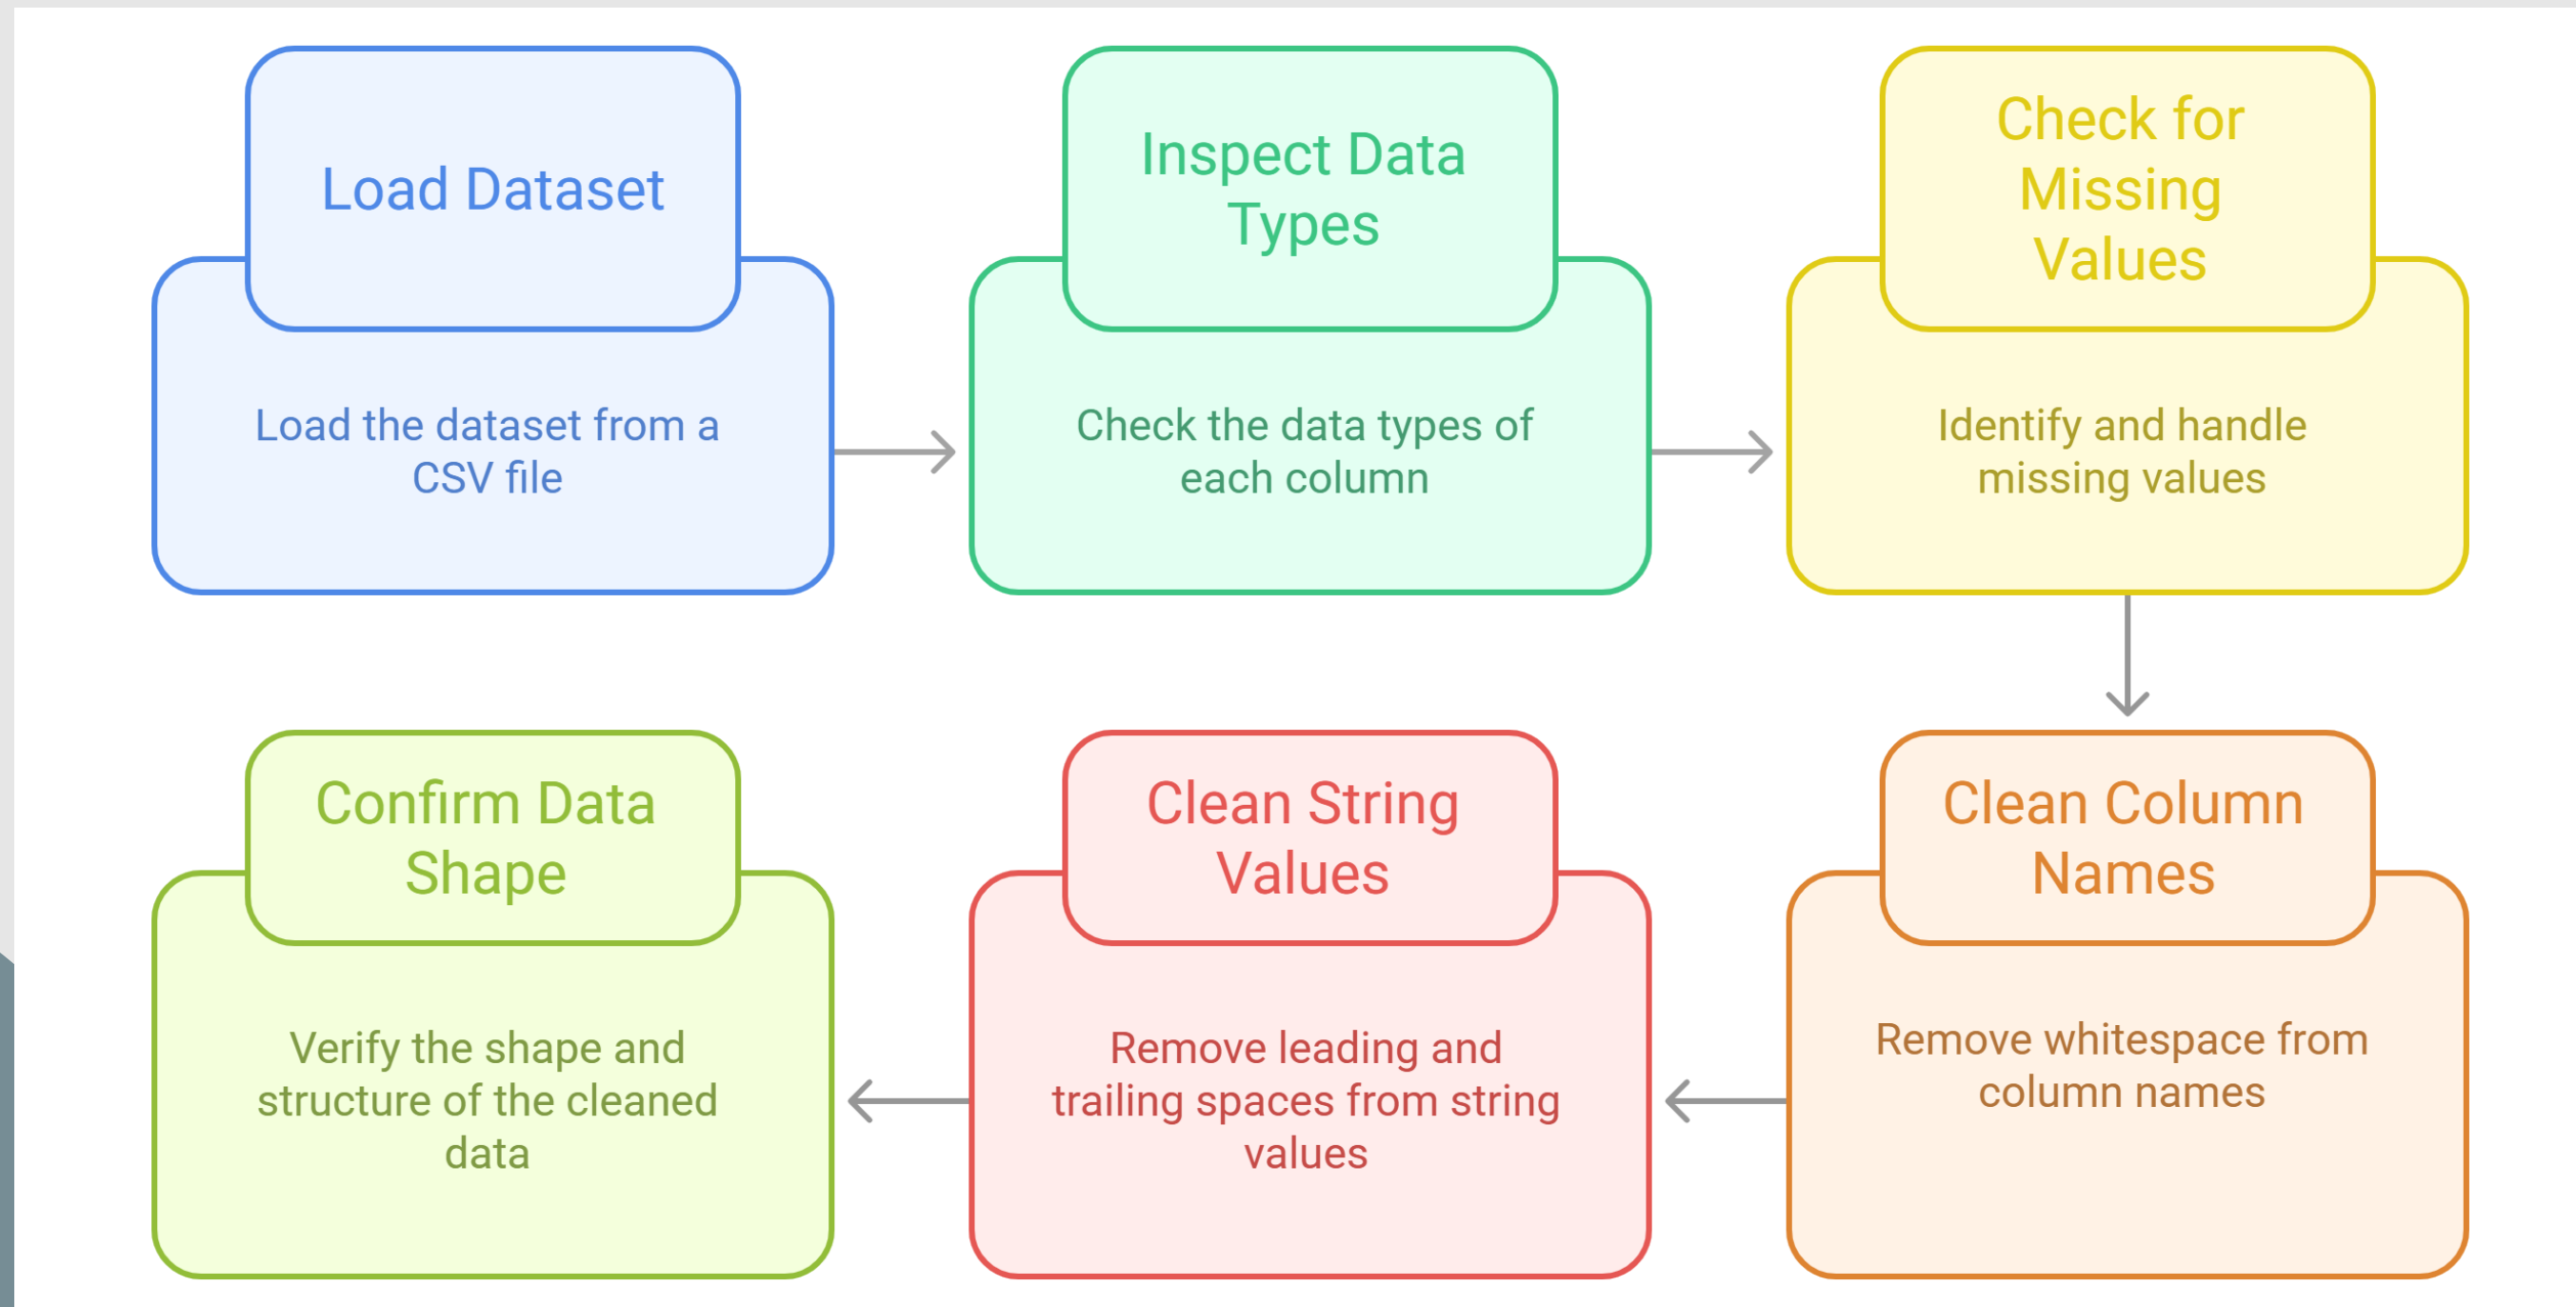 Load Dataset
Load the dataset from a
CSV file
Inspect Data
Types
Check the data types of
each column
Check for
Missing
Values
Identify and handle
missing values
Clean Column
Names
Remove whitespace from
column names
Clean String
Values
Remove leading and
trailing spaces from string
values
Confirm Data
Shape
Verify the shape and
structure of the cleaned
data